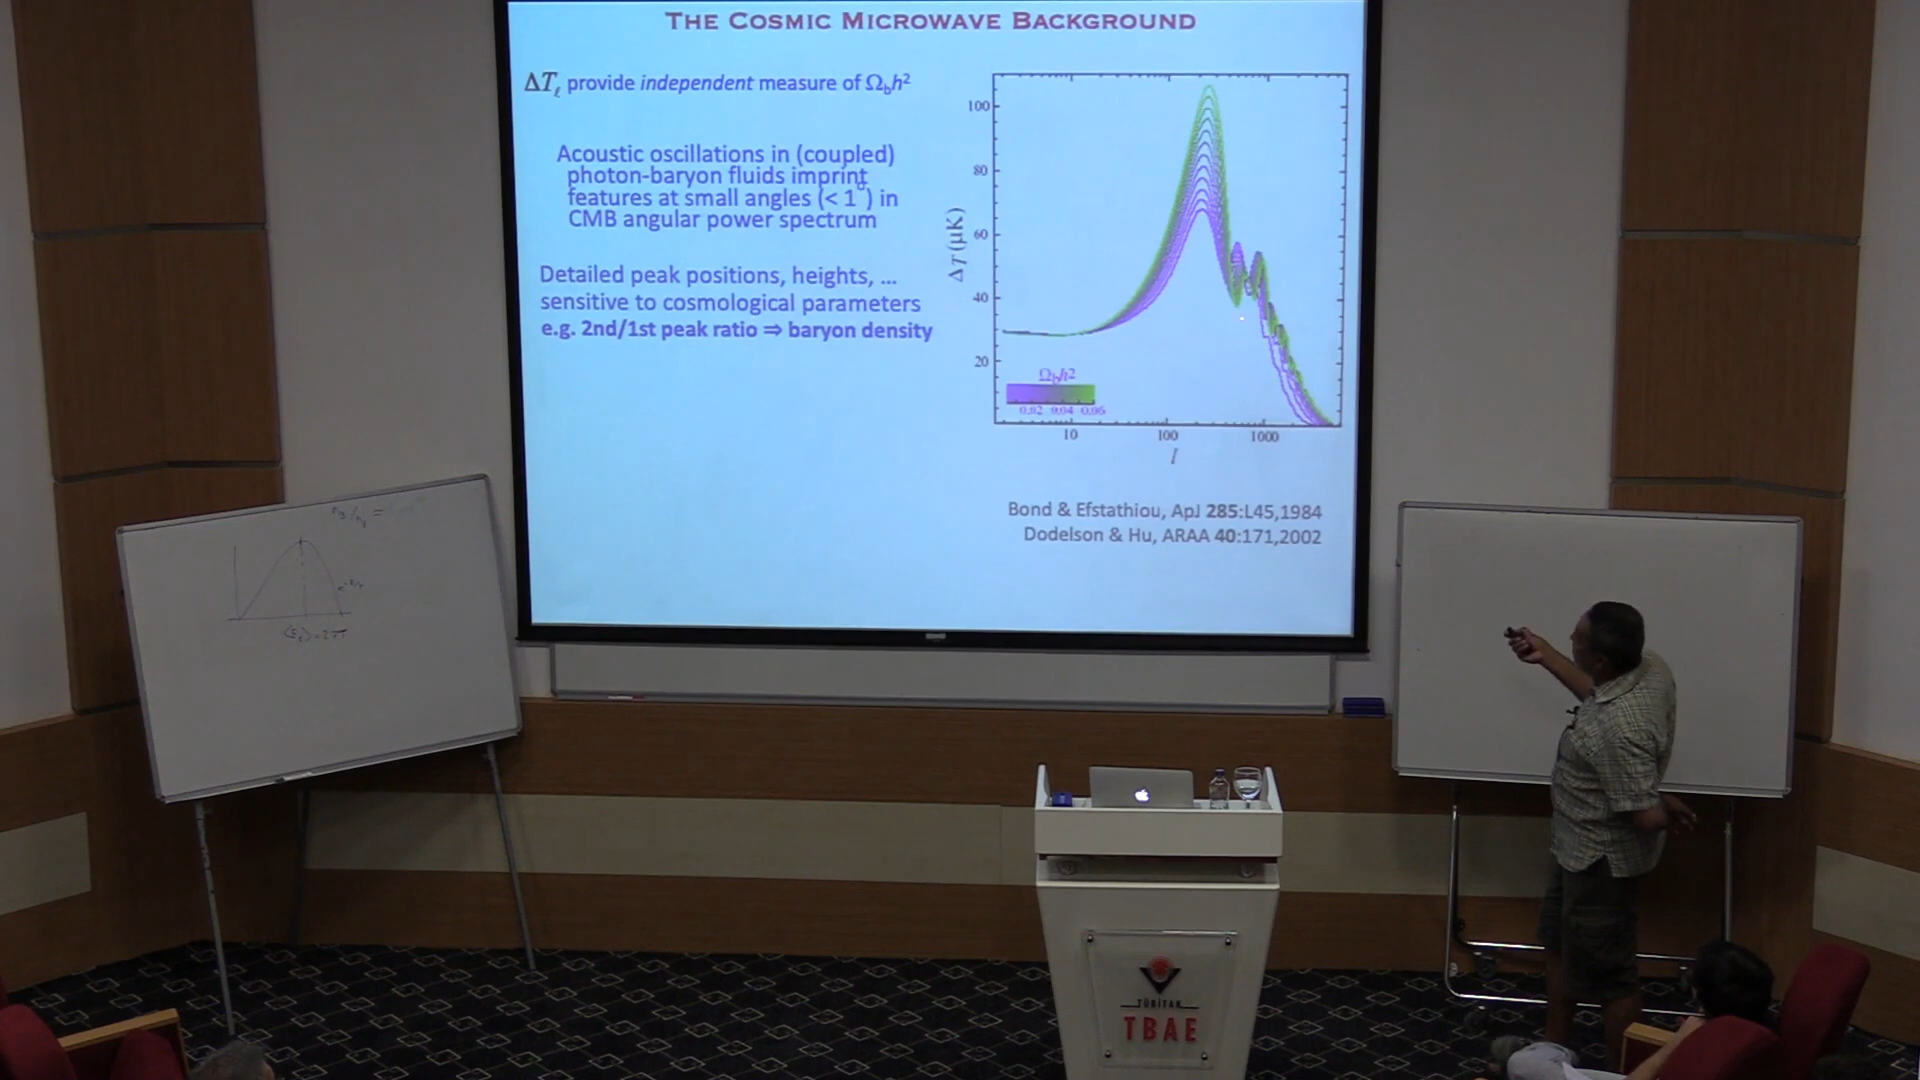 THE COSMIC MICROWAVE BACKGROUND
ΔTℓ provide independent measure of Ωbh²
Acoustic oscillations in (coupled)
photon-baryon fluids imprint
features at small angles (< 1°) in
CMB angular power spectrum
Detailed peak positions, heights, ...
sensitive to cosmological parameters
e.g. 2nd/1st peak ratio ⇒ baryon density
ΔT (μK)
100
80
60
40
20
Ωbh²
0.02 0.04 0.06
10 100 1000
l
Bond & Efstathiou, ApJ 285:L45,1984
Dodelson & Hu, ARAA 40:171,2002
TÜBİTAK
TBAE